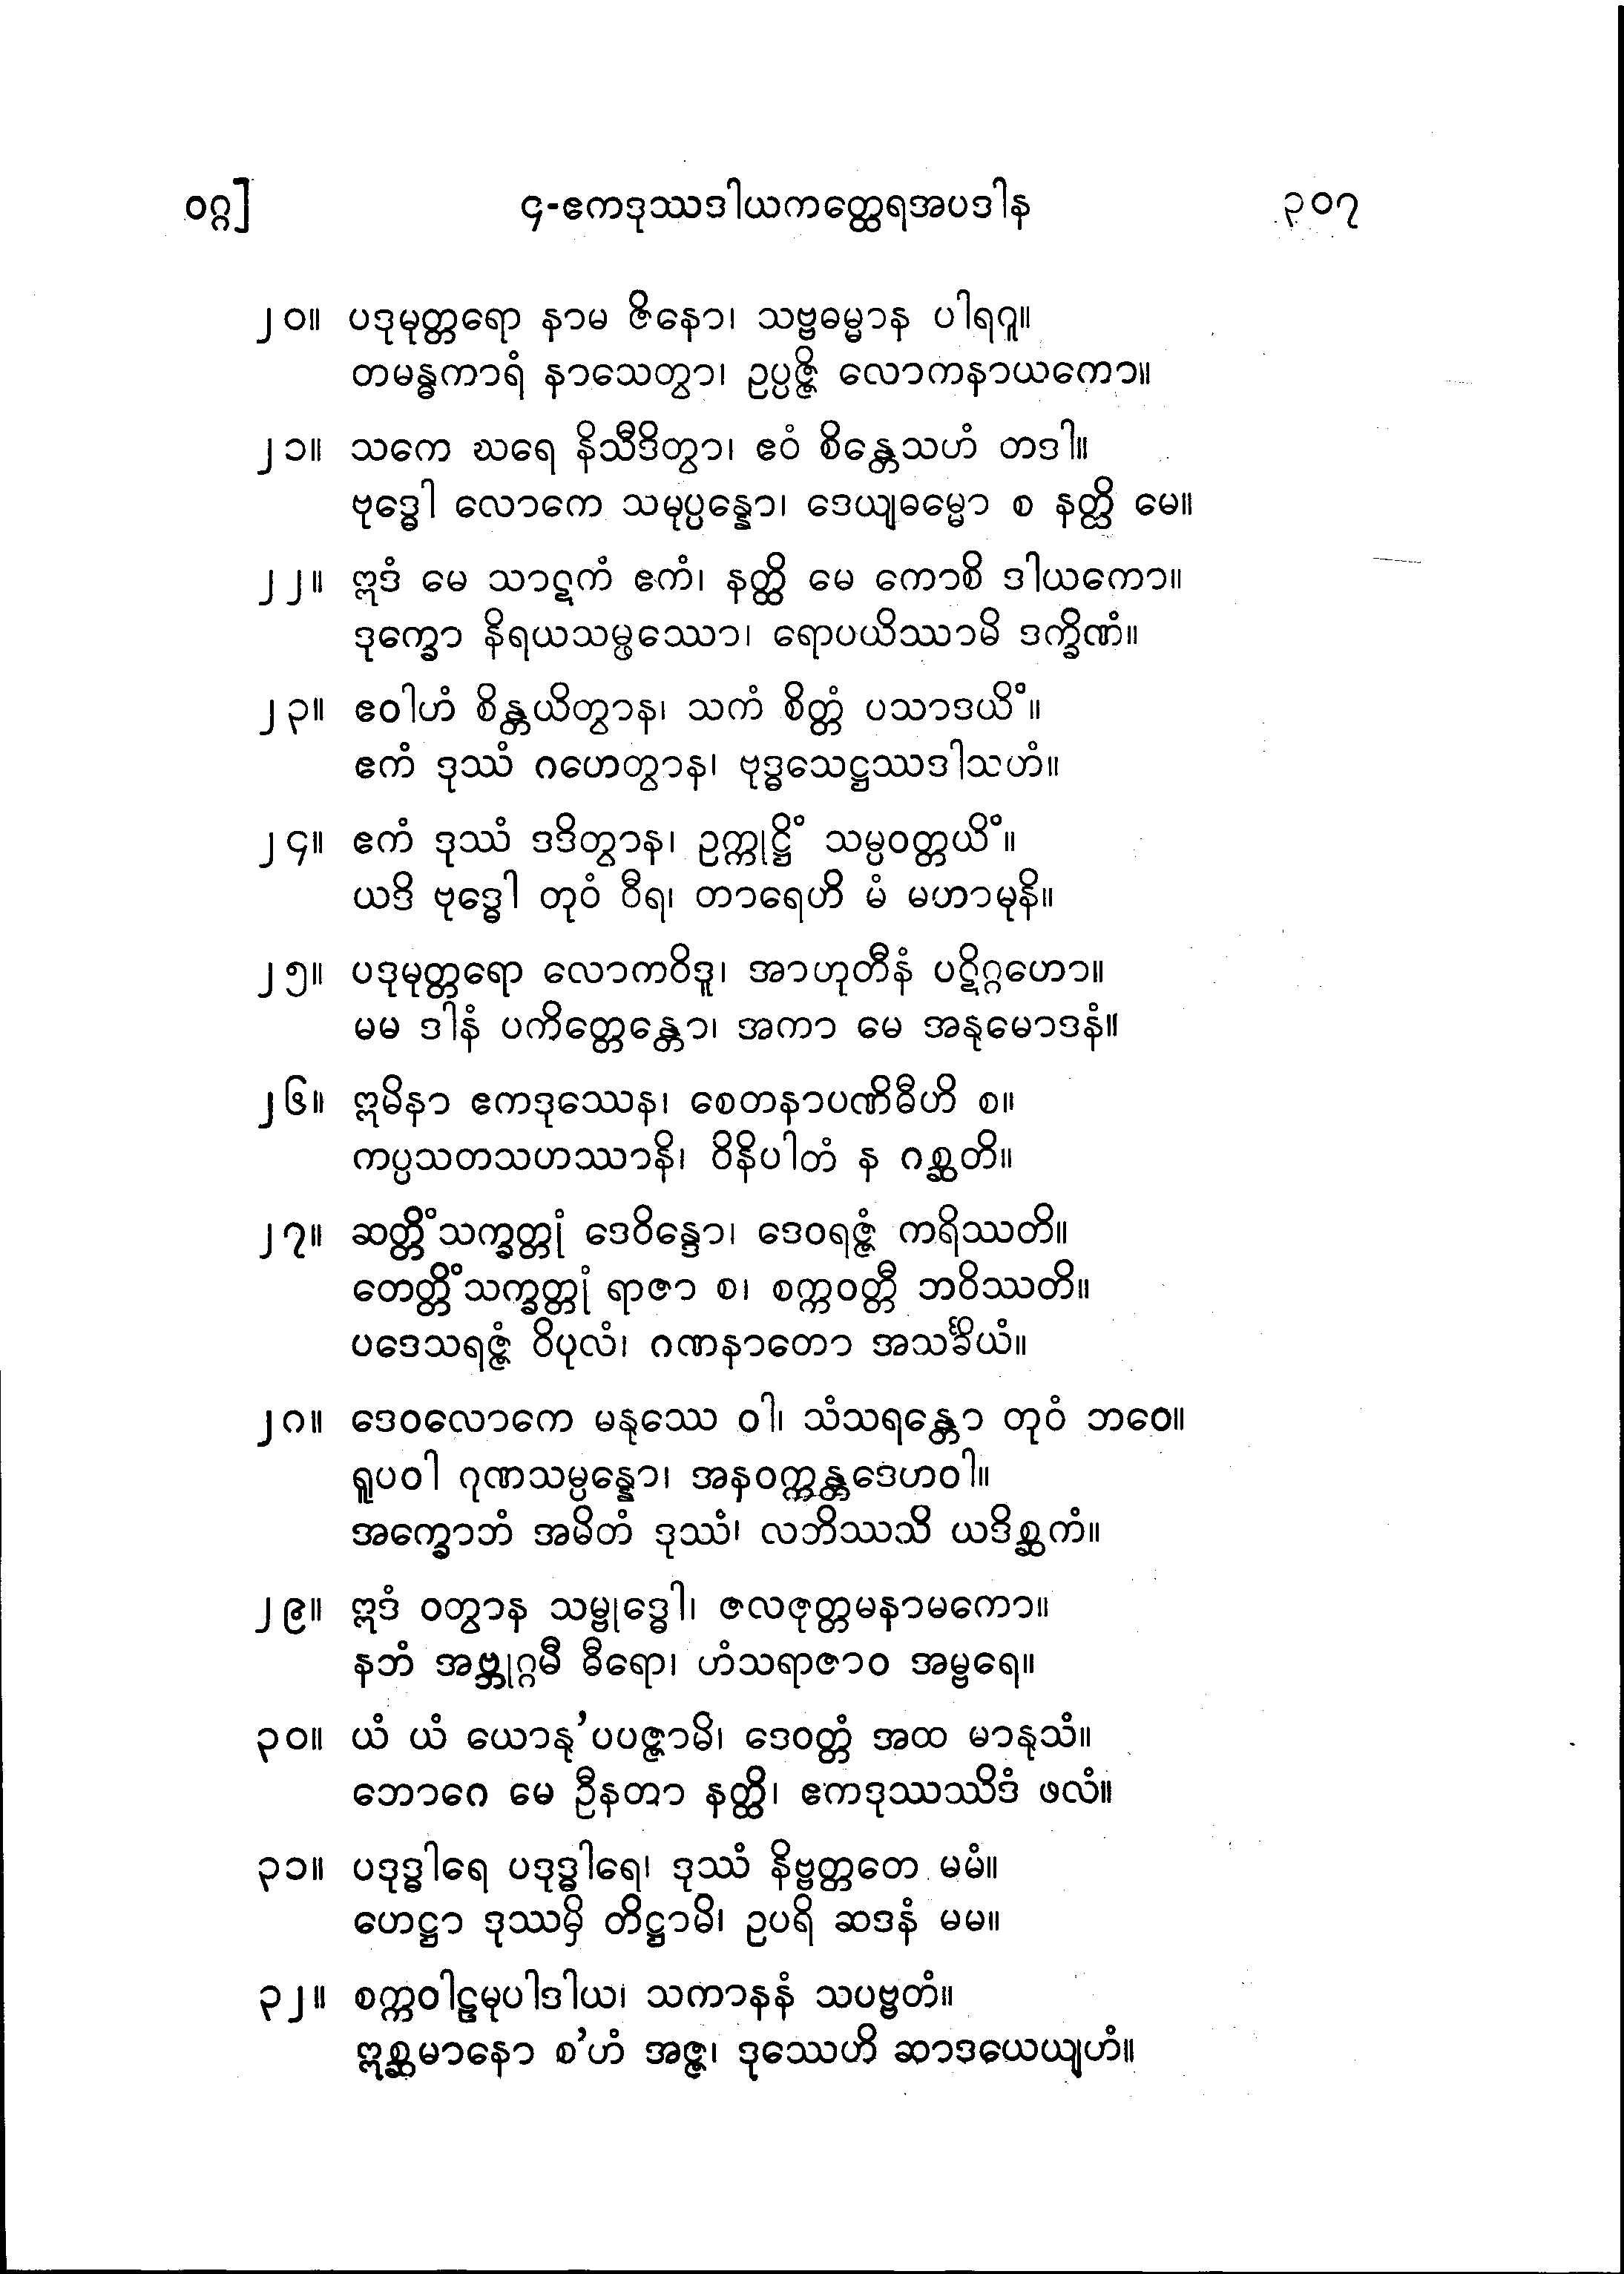 ဝဂ္ဂ]
၄-ဧကဒုဿဒါယကတ္ထေရအပဒါန
၃၀၇
၂၀။ ပဒုမုတ္တရော နာမ ဇိနော၊ သဗ္ဗဓမ္မာန ပါရဂူ။
တမန္ဓကာရံ နာသေတွာ၊ ဥပ္ပဇ္ဇိ လောကနာယကော။
၂၁။ သကေ ဃရေ နိသီဒိတွာ၊ ဧဝံ စိန္တေသဟံ တဒါ။
ဗုဒ္ဓေါ လောကေ သမုပ္ပန္နော၊ ဒေယျဓမ္မော စ နတ္ထိ မေ။
၂၂။ ဣဒံ မေ သာဋကံ ဧကံ၊ နတ္ထိ မေ ကောစိ ဒါယကော။
ဒုက္ခော နိရယသမ္ဖဿော၊ ရောပယိဿာမိ ဒက္ခိဏံ။
၂၃။ ဧဝါဟံ စိန္တယိတွာန၊ သကံ စိတ္တံ ပသာဒယိံ။
ဧကံ ဒုဿံ ဂဟေတွာန၊ ဗုဒ္ဓသေဋ္ဌဿဒါသဟံ။
၂၄။ ဧကံ ဒုဿံ ဒဒိတွာန၊ ဥက္ကုဋ္ဌိံ သမ္ပဝတ္တယိံ။
ယဒိ ဗုဒ္ဓေါ တုဝံ ဝီရ၊ တာရေဟိ မံ မဟာမုနိ။
၂၅။ ပဒုမုတ္တရော လောကဝိဒူ၊ အာဟုတီနံ ပဋိဂ္ဂဟော။
မမ ဒါနံ ပကိတ္တေန္တော၊ အကာ မေ အနုမောဒနံ။
၂၆။ ဣမိနာ ဧကဒုဿေန၊ စေတနာပဏိဓီဟိ စ။
ကပ္ပသတသဟဿာနိ၊ ဝိနိပါတံ န ဂစ္ဆတိ။
၂၇။ ဆတ္တိံသက္ခတ္တုံ ဒေဝိန္ဒော၊ ဒေဝရဇ္ဇံ ကရိဿတိ။
တေတ္တိံသက္ခတ္တုံ ရာဇာ စ၊ စက္ကဝတ္တီ ဘဝိဿတိ။
ပဒေသရဇ္ဇံ ဝိပုလံ၊ ဂဏနာတော အသင်္ခိယံ။
၂၈။ ဒေဝလောကေ မနုဿေ ဝါ၊ သံသရန္တော တုဝံ ဘဝေ။
ရူပဝါ ဂုဏသမ္ပန္နော၊ အနဝက္ကန္တဒေဟဝါ။
အက္ခောဘံ အမိတံ ဒုဿံ၊ လဘိဿသိ ယဒိစ္ဆကံ။
၂၉။ ဣဒံ ဝတွာန သမ္ဗုဒ္ဓေါ၊ ဇလဇုတ္တမနာမကော။
နဘံ အဗ္ဘုဂ္ဂမီ ဓီရော၊ ဟံသရာဇာဝ အမ္ဗရေ။
၃၀။ ယံ ယံ ယောနု’ပပဇ္ဇာမိ၊ ဒေဝတ္တံ အထ မာနုသံ။
ဘောဂေ မေ ဦနတာ နတ္ထိ၊ ဧကဒုဿဿိဒံ ဖလံ။
၃၁။ ပဒုဒ္ဓါရေ ပဒုဒ္ဓါရေ၊ ဒုဿံ နိဗ္ဗတ္တတေ မမံ။
ဟေဋ္ဌာ ဒုဿမှိ တိဋ္ဌာမိ၊ ဥပရိ ဆဒနံ မမ။
၃၂။ စက္ကဝါဠမုပါဒါယ၊ သကာနနံ သပဗ္ဗတံ။
ဣစ္ဆမာနော စ’ဟံ အဇ္ဇ၊ ဒုဿေဟိ ဆာဒယေယျဟံ။